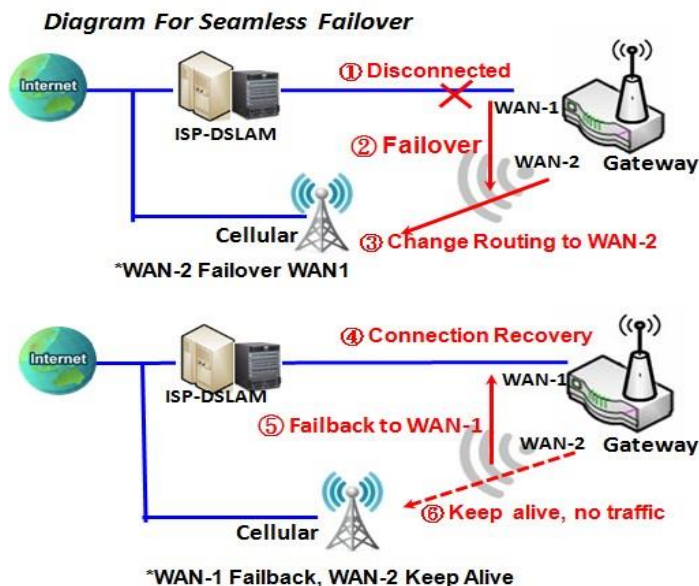 Diagram For Seamless Failover
Internet
ISP-DSLAM
① Disconnected
WAN-1
② Failover
WAN-2
Gateway
Cellular
③ Change Routing to WAN-2
*WAN-2 Failover WAN1
Internet
ISP-DSLAM
④ Connection Recovery
WAN-1
⑤ Failback to WAN-1
WAN-2
Gateway
Cellular
⑥ Keep alive, no traffic
*WAN-1 Failback, WAN-2 Keep Alive